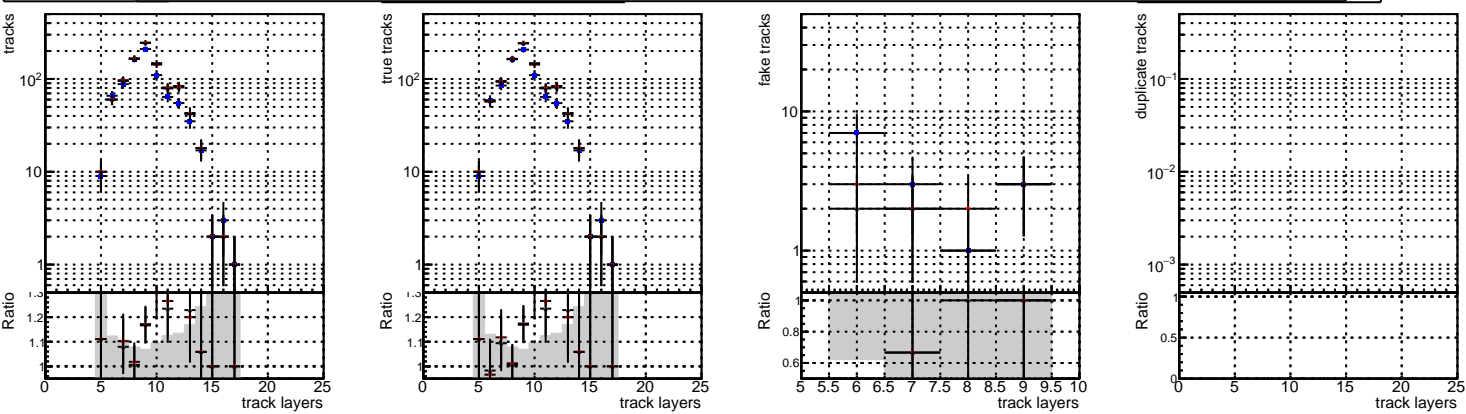 tracks
10²
10
1
Ratio
1.3
1.2
1.1
1
0 5 10 15 20 25
track layers
true tracks
10²
10
1
Ratio
1.3
1.2
1.1
1
0 5 10 15 20 25
track layers
fake tracks
10
1
Ratio
1
0.8
0.6
5 5.5 6 6.5 7 7.5 8 8.5 9 9.5 10
track layers
duplicate tracks
10⁻¹
10⁻²
10⁻³
Ratio
1
0.5
0
0 5 10 15 20 25
track layers